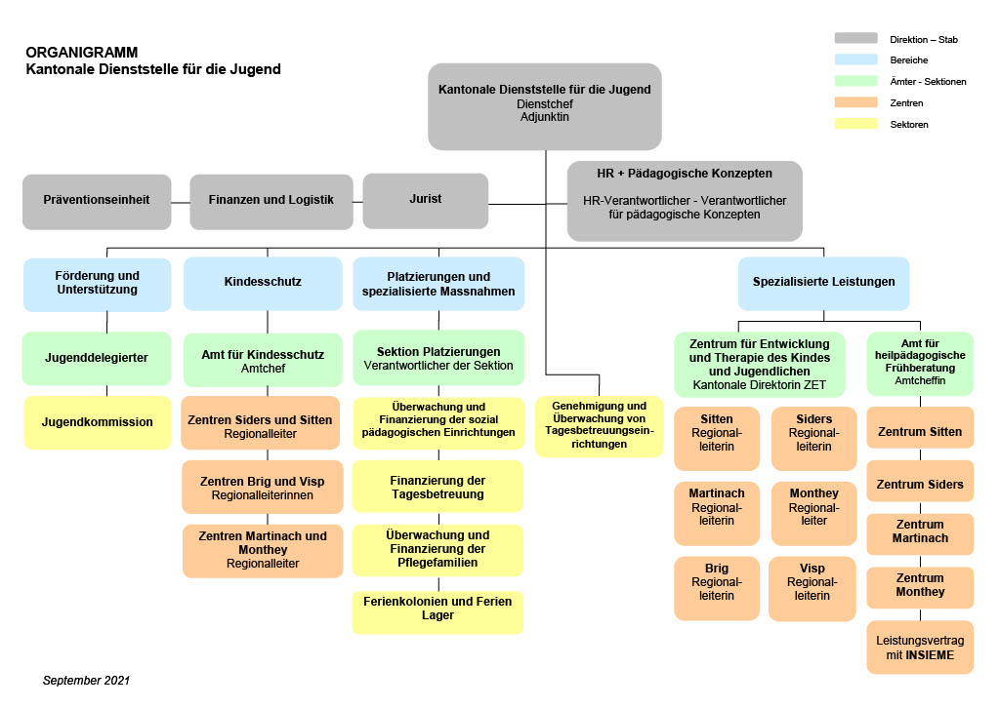 ORGANIGRAMM
Kantonale Dienststelle für die Jugend
Direktion – Stab
Bereiche
Ämter - Sektionen
Zentren
Sektoren
Kantonale Dienststelle für die Jugend
Dienstchef
Adjunktin
Präventionseinheit
Finanzen und Logistik
Jurist
HR + Pädagogische Konzepten
HR-Verantwortlicher - Verantwortlicher
für pädagogische Konzepten
Förderung und
Unterstützung
Jugenddelegierter
Jugendkommission
Kindesschutz
Amt für Kindesschutz
Amtchef
Zentren Siders und Sitten
Regionalleiter
Zentren Brig und Visp
Regionalleiterinnen
Zentren Martinach und
Monthey
Regionalleiter
Platzierungen und
spezialisierte Massnahmen
Sektion Platzierungen
Verantwortlicher der Sektion
Überwachung und
Finanzierung der sozial
pädagogischen Einrichtungen
Finanzierung der
Tagesbetreuung
Überwachung und
Finanzierung der
Pflegefamilien
Ferienkolonien und Ferien
Lager
Genehmigung und
Überwachung von
Tagesbetreuungsein-
richtungen
Spezialisierte Leistungen
Zentrum für Entwicklung
und Therapie des Kindes
und Jugendlichen
Kantonale Direktorin ZET
Sitten
Regional-
leiterin
Siders
Regional-
leiterin
Martinach
Regional-
leiterin
Monthey
Regional-
leiter
Brig
Regional-
leiterin
Visp
Regional-
leiterin
Amt für
heilpädagogische
Frühberatung
Amtcheffin
Zentrum Sitten
Zentrum Siders
Zentrum
Martinach
Zentrum
Monthey
Leistungsvertrag
mit INSIEME
September 2021